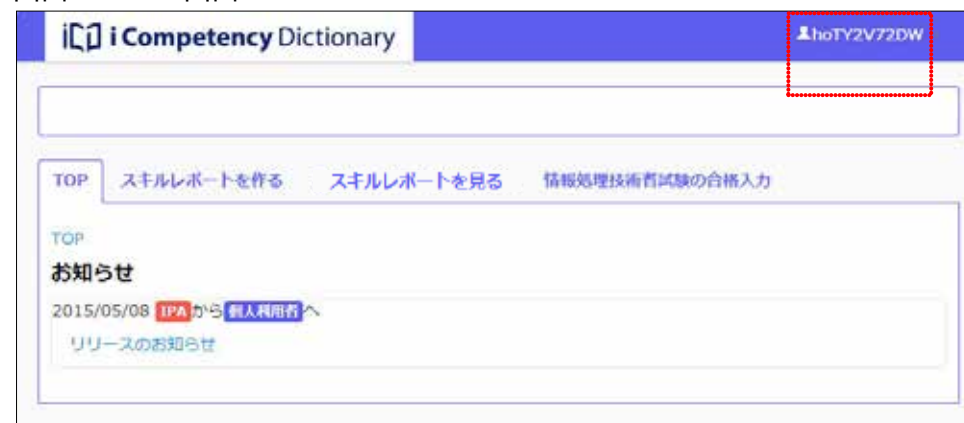 iCD i Competency Dictionary
hoTY2V72DW
TOP スキルレポートを作る スキルレポートを見る 情報処理技術者試験の合格入力
TOP
お知らせ
2015/05/08 IPAから個人利用者へ
リリースのお知らせ